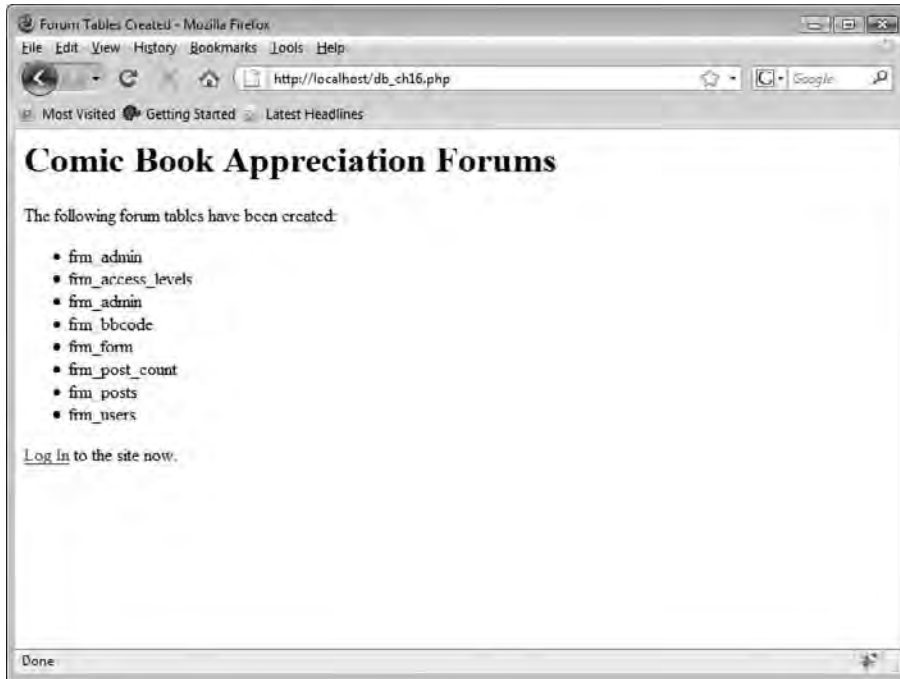 Forum Tables Created - Mozilla Firefox
File Edit View History Bookmarks Tools Help
http://localhost/db_ch16.php
Google
Most Visited Getting Started Latest Headlines
Comic Book Appreciation Forums
The following forum tables have been created:
• frm_admin
• frm_access_levels
• frm_admin
• frm_bbcode
• frm_form
• frm_post_count
• frm_posts
• frm_users
Log In to the site now.
Done